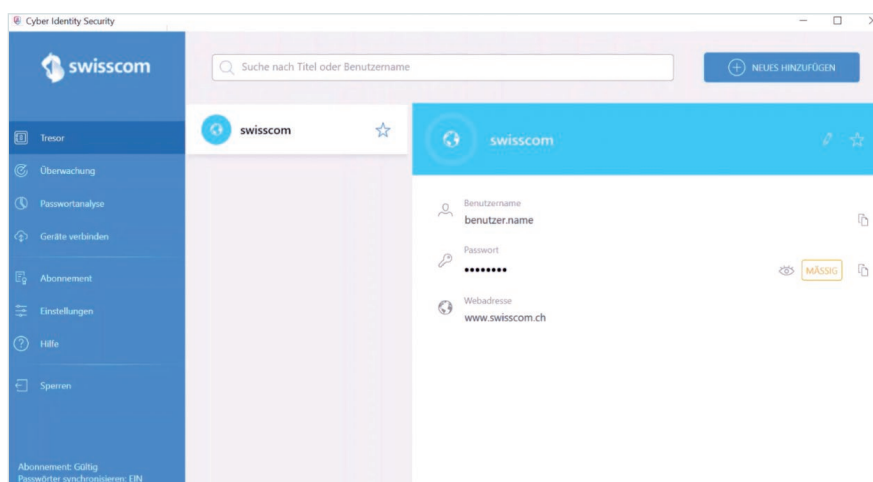 Cyber Identity Security
swisscom
Suche nach Titel oder Benutzername
NEUES HINZUFÜGEN
Tresor
Überwachung
Passwortanalyse
Geräte verbinden
Abonnement
Einstellungen
Hilfe
Sperren
Abonnement: Gültig
Passwörter synchronisieren: EIN
swisscom
swisscom
Benutzername
benutzer.name
Passwort
••••••••
MÄSSIG
Webadresse
www.swisscom.ch